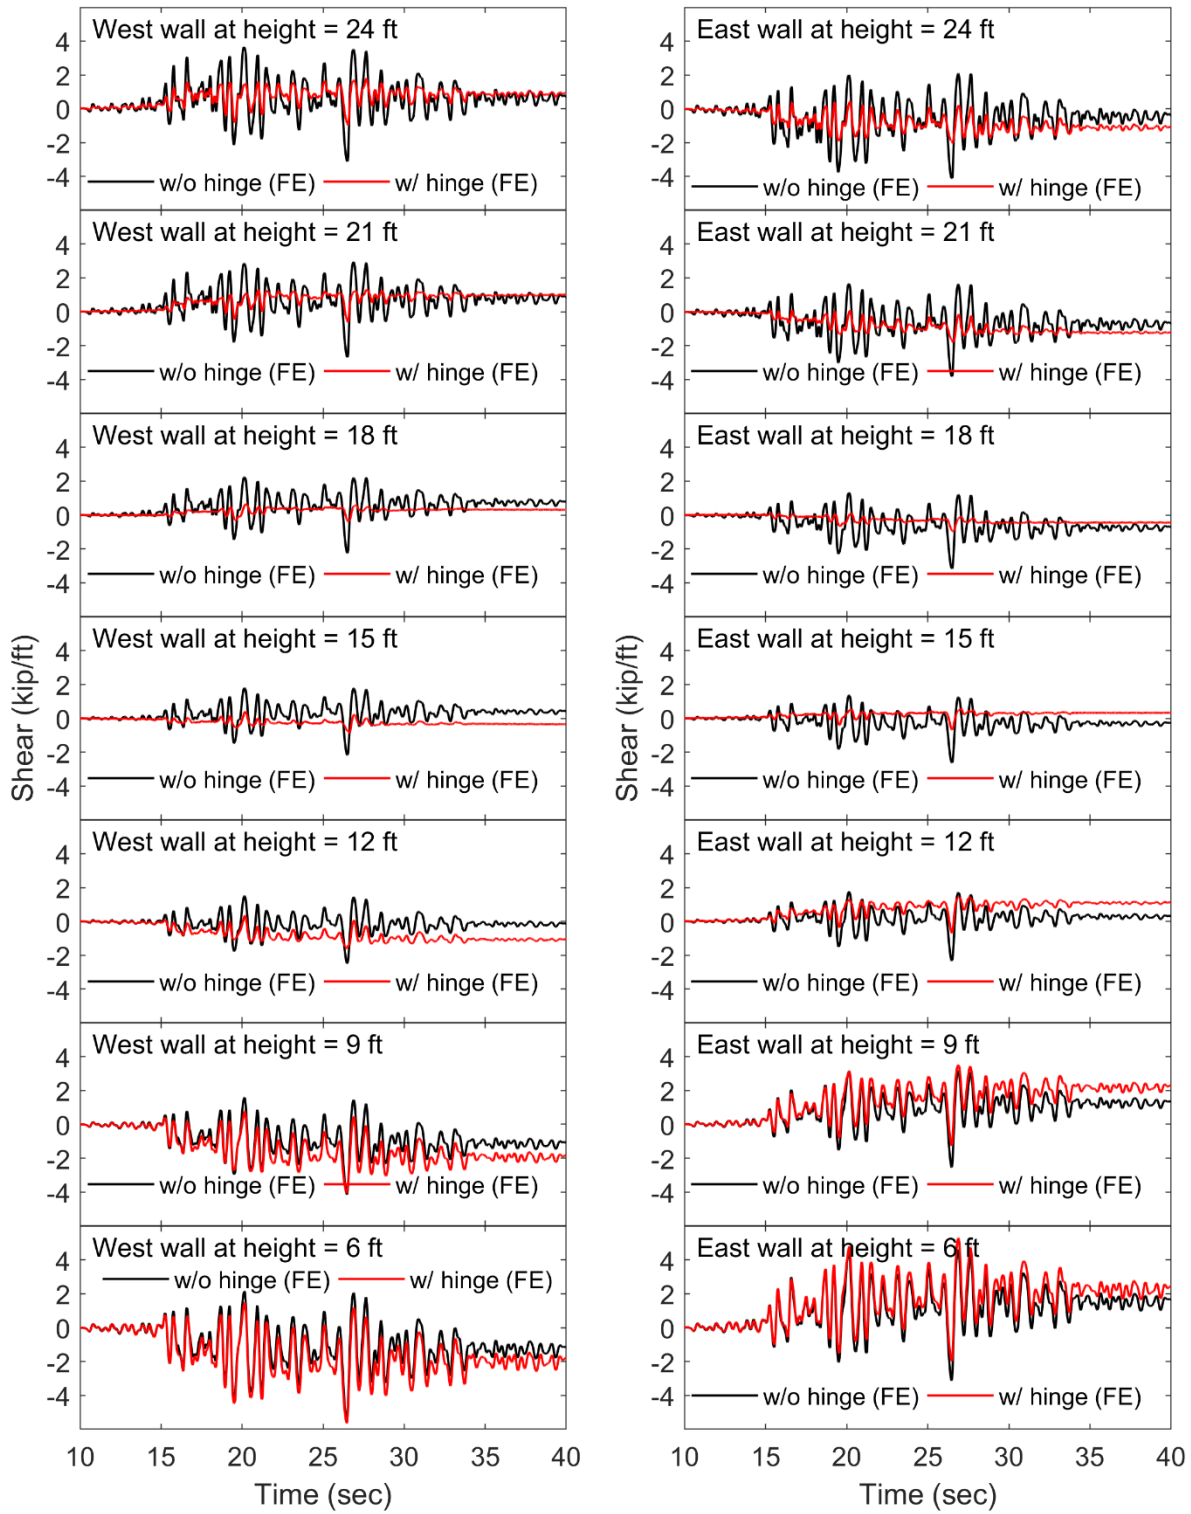 West wall at height = 24 ft
4
2
0
-2
-4
w/o hinge (FE) w/ hinge (FE)
West wall at height = 21 ft
4
2
0
-2
-4
w/o hinge (FE) w/ hinge (FE)
West wall at height = 18 ft
4
2
0
-2
-4
w/o hinge (FE) w/ hinge (FE)
West wall at height = 15 ft
4
2
0
-2
-4
w/o hinge (FE) w/ hinge (FE)
Shear (kip/ft)
West wall at height = 12 ft
4
2
0
-2
-4
w/o hinge (FE) w/ hinge (FE)
West wall at height = 9 ft
4
2
0
-2
-4
w/o hinge (FE) w/ hinge (FE)
West wall at height = 6 ft
w/o hinge (FE) w/ hinge (FE)
4
2
0
-2
-4
10 15 20 25 30 35 40
Time (sec)
East wall at height = 24 ft
4
2
0
-2
-4
w/o hinge (FE) w/ hinge (FE)
East wall at height = 21 ft
4
2
0
-2
-4
w/o hinge (FE) w/ hinge (FE)
East wall at height = 18 ft
4
2
0
-2
-4
w/o hinge (FE) w/ hinge (FE)
East wall at height = 15 ft
4
2
0
-2
-4
w/o hinge (FE) w/ hinge (FE)
Shear (kip/ft)
East wall at height = 12 ft
4
2
0
-2
-4
w/o hinge (FE) w/ hinge (FE)
East wall at height = 9 ft
4
2
0
-2
-4
w/o hinge (FE) w/ hinge (FE)
East wall at height = 6 ft
4
2
0
-2
-4
w/o hinge (FE) w/ hinge (FE)
10 15 20 25 30 35 40
Time (sec)